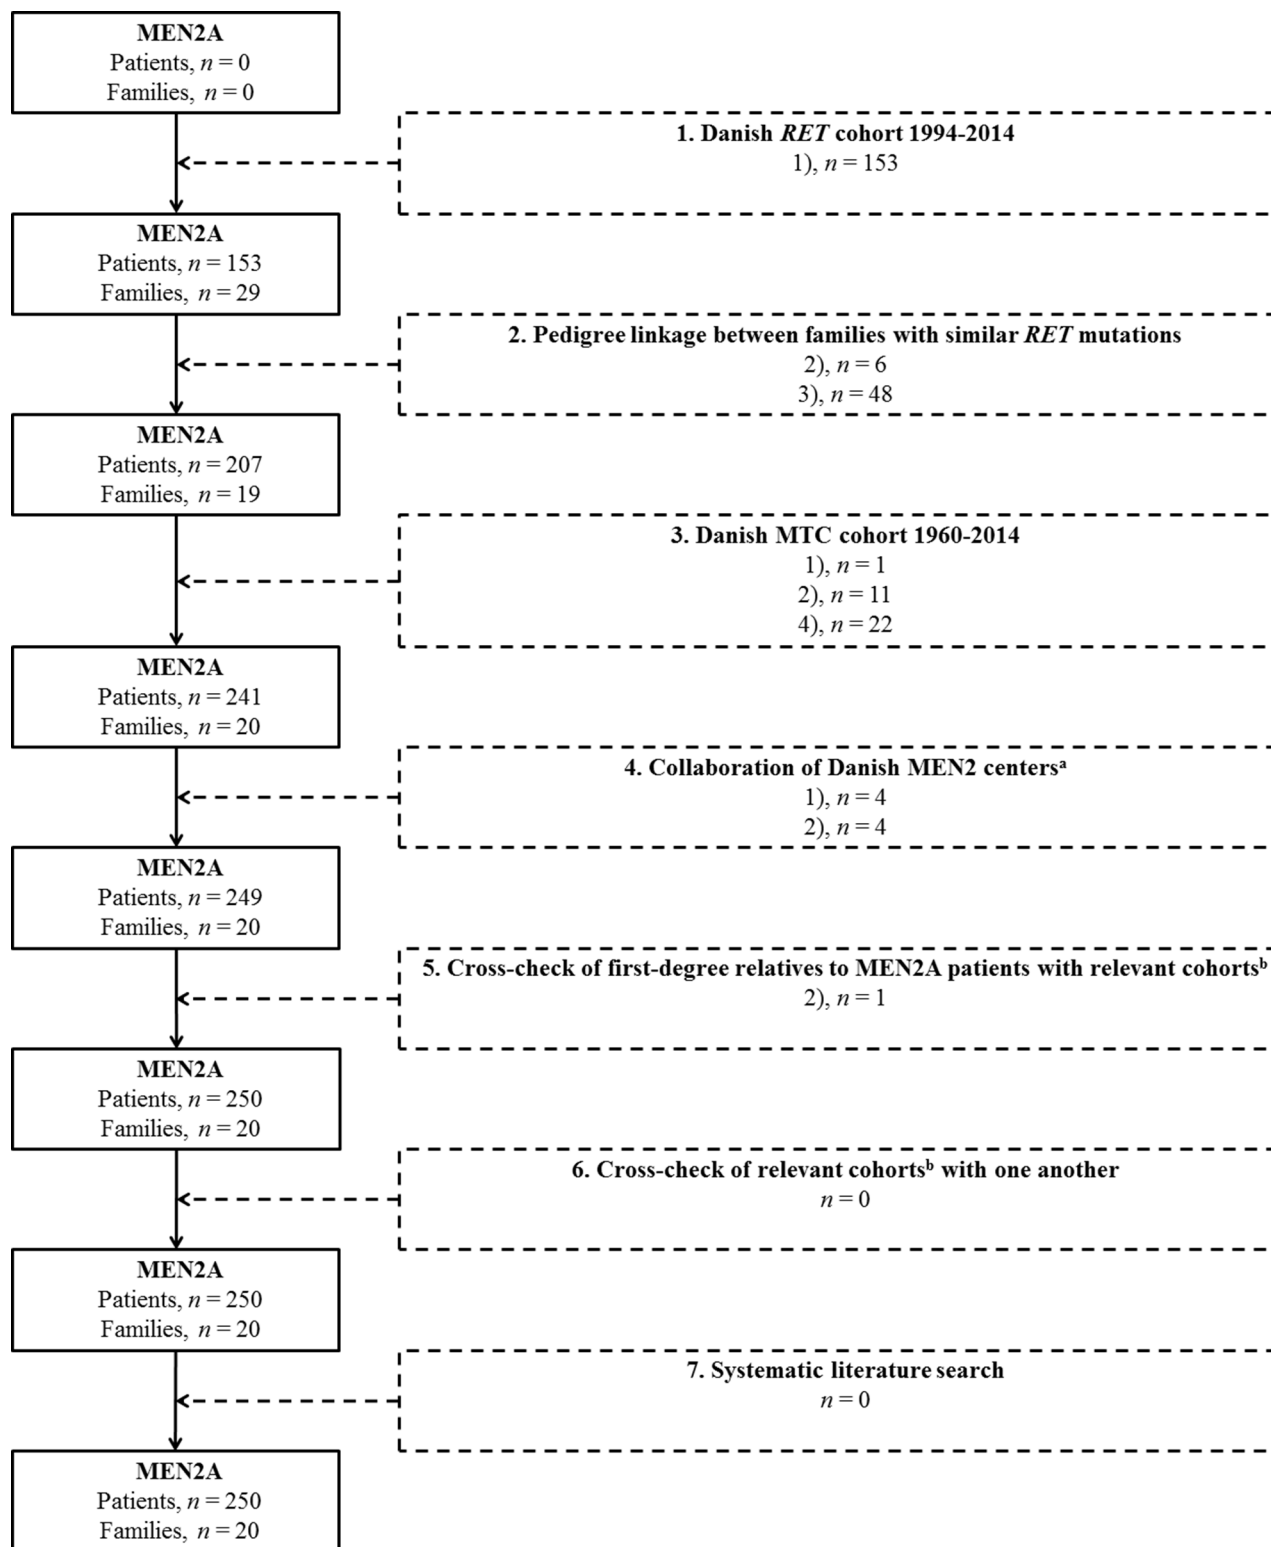 MEN2A
Patients, n = 0
Families, n = 0
1. Danish RET cohort 1994-2014
1), n = 153
MEN2A
Patients, n = 153
Families, n = 29
2. Pedigree linkage between families with similar RET mutations
2), n = 6
3), n = 48
MEN2A
Patients, n = 207
Families, n = 19
3. Danish MTC cohort 1960-2014
1), n = 1
2), n = 11
4), n = 22
MEN2A
Patients, n = 241
Families, n = 20
4. Collaboration of Danish MEN2 centersᵃ
1), n = 4
2), n = 4
MEN2A
Patients, n = 249
Families, n = 20
5. Cross-check of first-degree relatives to MEN2A patients with relevant cohortsᵇ
2), n = 1
MEN2A
Patients, n = 250
Families, n = 20
6. Cross-check of relevant cohortsᵇ with one another
n = 0
MEN2A
Patients, n = 250
Families, n = 20
7. Systematic literature search
n = 0
MEN2A
Patients, n = 250
Families, n = 20